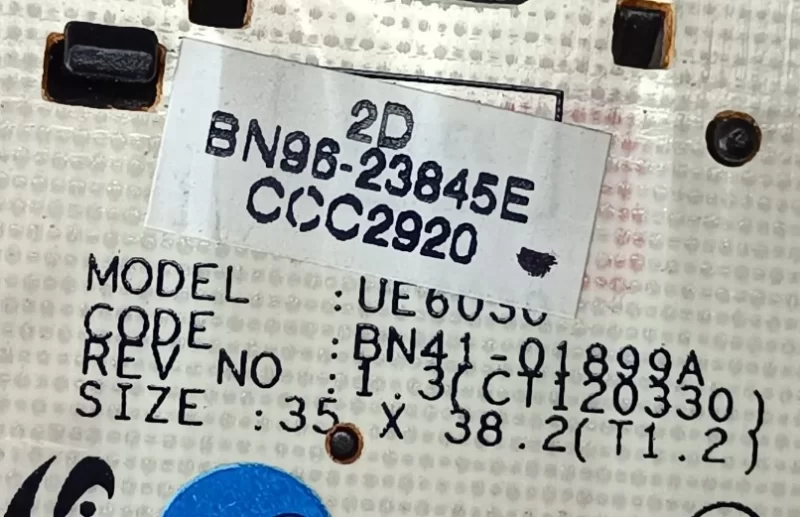 2D
BN96-23845E
CCC2920
MODEL : UE6030
CODE : BN41-01899A
REV NO : 1.3(CT120330)
SIZE : 35 X 38.2(T1.2)